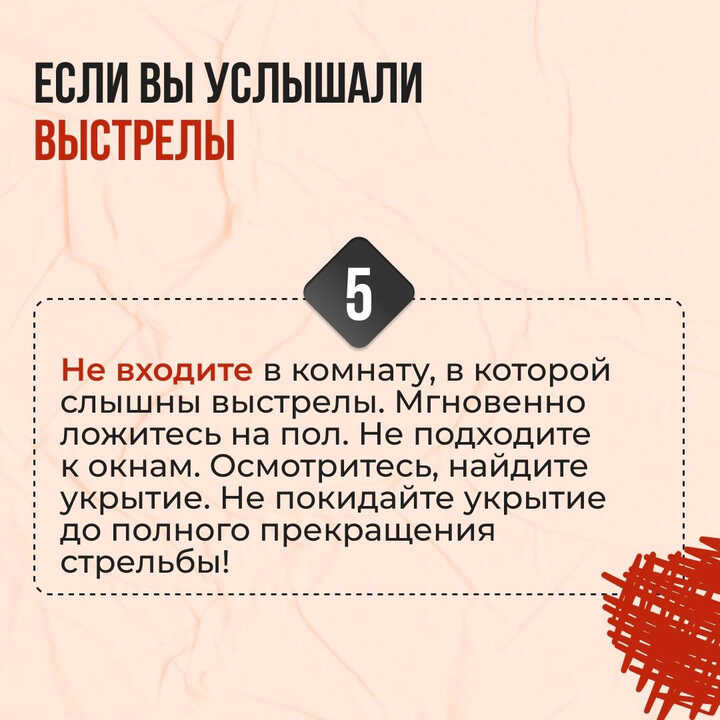 ЕСЛИ ВЫ УСЛЫШАЛИ
ВЫСТРЕЛЫ
5
Не входите в комнату, в которой
слышны выстрелы. Мгновенно
ложитесь на пол. Не подходите
к окнам. Осмотритесь, найдите
укрытие. Не покидайте укрытие
до полного прекращения
стрельбы!